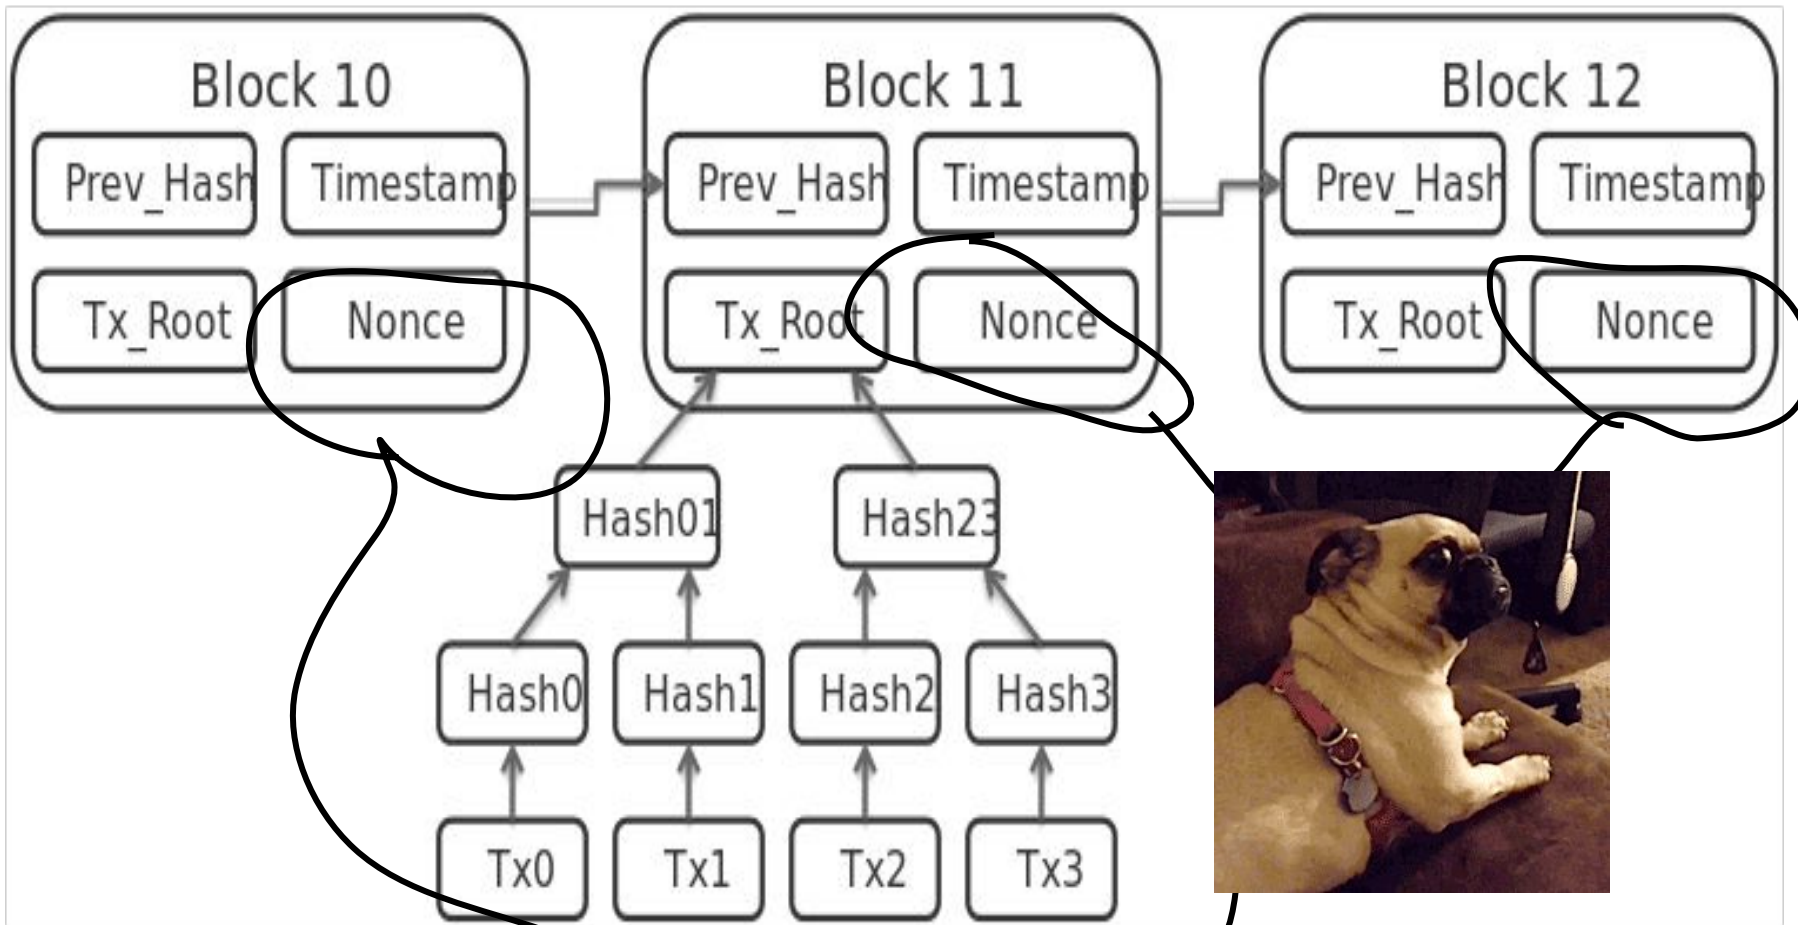 Block 10 Block 11 Block 12
Prev_Hash Timestamp Prev_Hash Timestamp Prev_Hash Timestamp
Tx_Root Nonce Tx_Root Nonce Tx_Root Nonce
Hash01 Hash23
Hash0 Hash1 Hash2 Hash3
Tx0 Tx1 Tx2 Tx3